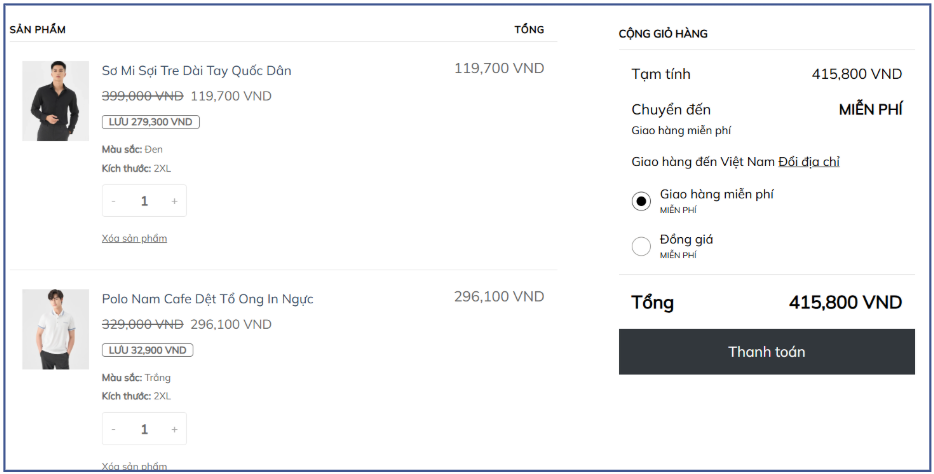 SẢN PHẨM
TỔNG
Sơ Mi Sợi Tre Dài Tay Quốc Dân
119,700 VND
399,000 VND 119,700 VND
LƯU 279,300 VND
Màu sắc: Đen
Kích thước: 2XL
- 1 +
Xóa sản phẩm
Polo Nam Cafe Dệt Tổ Ong In Ngực
296,100 VND
329,000 VND 296,100 VND
LƯU 32,900 VND
Màu sắc: Trắng
Kích thước: 2XL
- 1 +
Xóa sản phẩm
CỘNG GIỎ HÀNG
Tạm tính 415,800 VND
Chuyển đến MIỄN PHÍ
Giao hàng miễn phí
Giao hàng đến Việt Nam Đổi địa chỉ
Giao hàng miễn phí
MIỄN PHÍ
Đồng giá
MIỄN PHÍ
Tổng 415,800 VND
Thanh toán